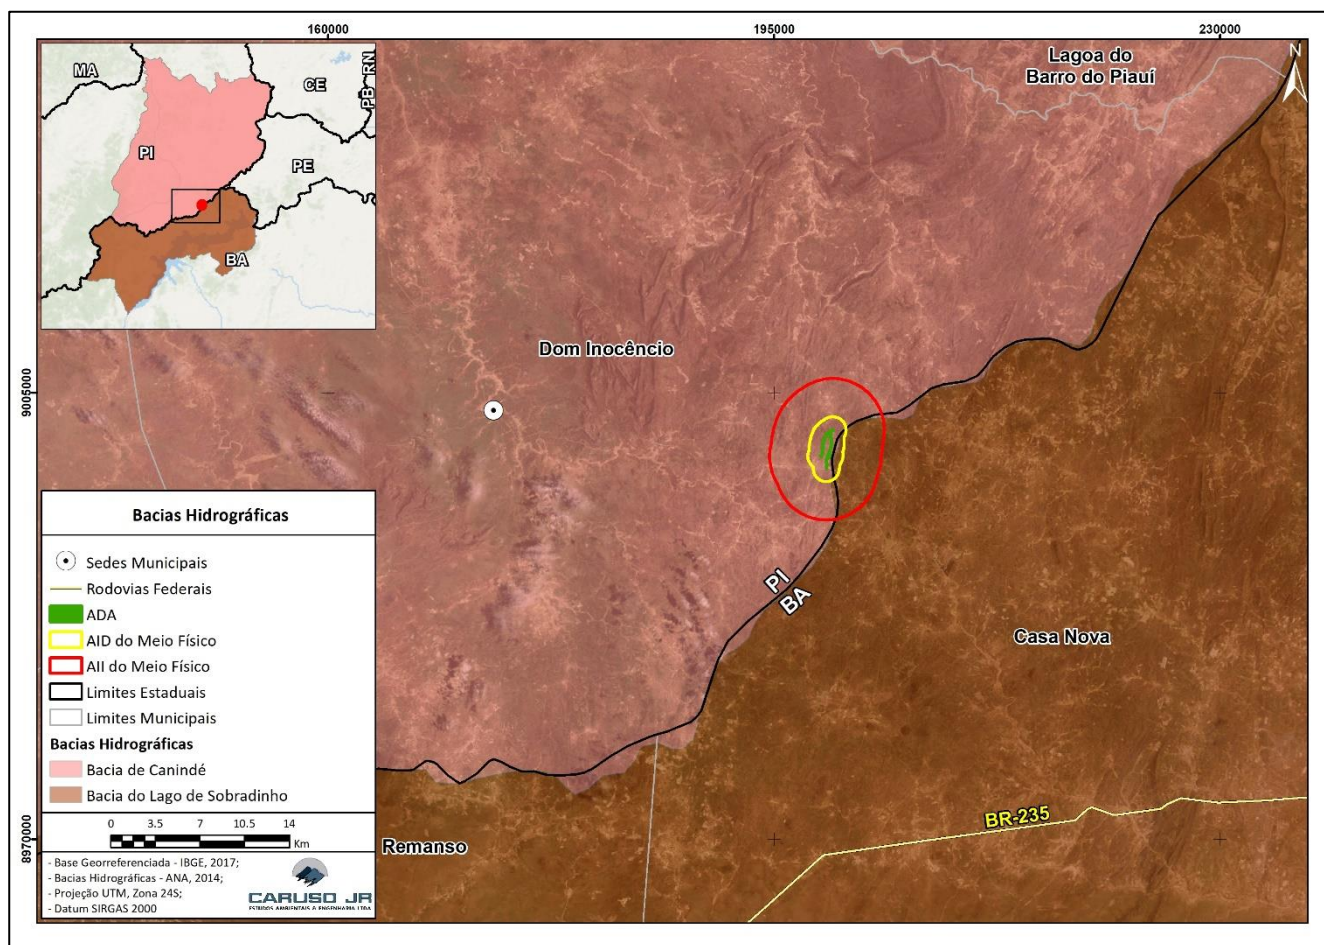 160000
195000
230000
MA
CE
PB
RN
PI
PE
BA
Lagoa do
Barro do Piauí
N
Dom Inocêncio
9005000
9005000
PI
BA
Casa Nova
Bacias Hidrográficas
Sedes Municipais
Rodovias Federais
ADA
AID do Meio Físico
AII do Meio Físico
Limites Estaduais
Limites Municipais
Bacias Hidrográficas
Bacia de Canindé
Bacia do Lago de Sobradinho
0 3.5 7 10.5 14
Km
- Base Georreferenciada - IBGE, 2017;
- Bacias Hidrográficas - ANA, 2014;
- Projeção UTM, Zona 24S;
- Datum SIRGAS 2000
CARUSO JR
ESTUDOS AMBIENTAIS & ENGENHARIA LTDA
Remanso
BR-235
8970000
8970000